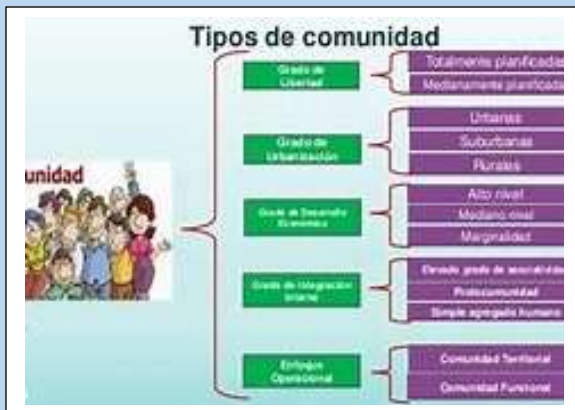 Tipos de comunidad
unidad
Grado de
Libertad
Totalmente planificadas
Medianamente planificada
Grado de
Urbanización
Urbanas
Suburbanas
Rurales
Grado de Desarrollo
Económico
Alto nivel
Mediano nivel
Marginalidad
Grado de Integración
Interna
Elevado grado de asociativida
Protocomunidad
Simple agregado humano
Enfoque
Operacional
Comunidad Territorial
Comunidad Funcional